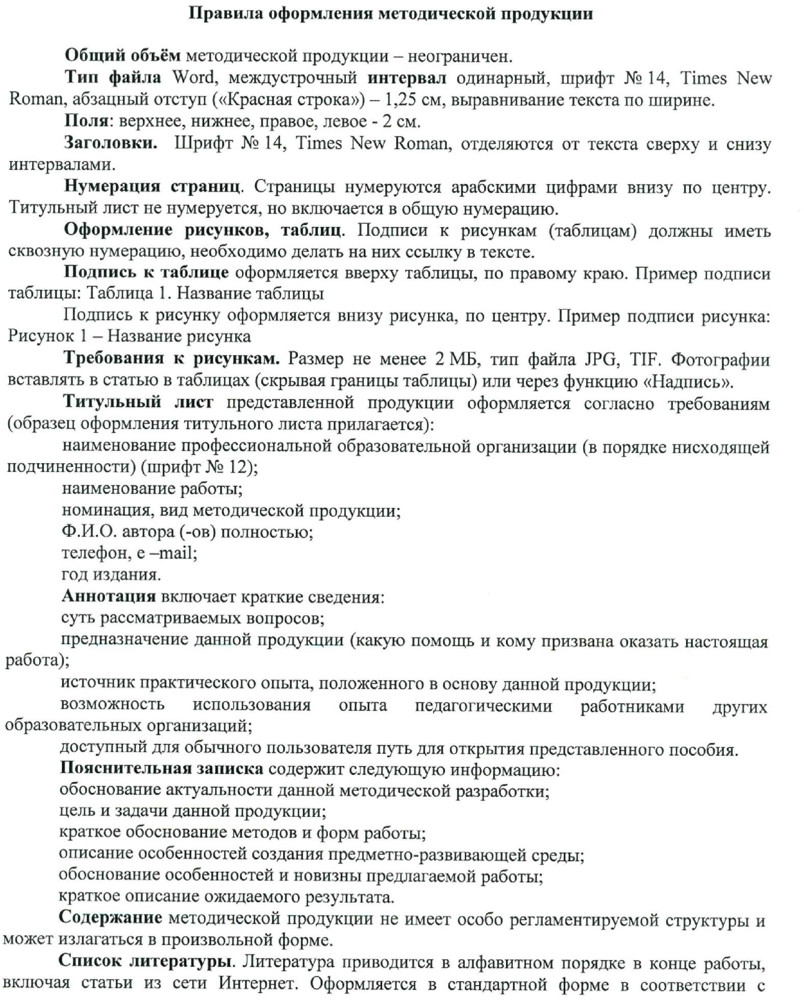 Правила оформления методической продукции
Общий объём методической продукции – неограничен.
Тип файла Word, междустрочный интервал одинарный, шрифт № 14, Times New
Roman, абзацный отступ («Красная строка») – 1,25 см, выравнивание текста по ширине.
Поля: верхнее, нижнее, правое, левое - 2 см.
Заголовки. Шрифт № 14, Times New Roman, отделяются от текста сверху и снизу
интервалами.
Нумерация страниц. Страницы нумеруются арабскими цифрами внизу по центру.
Титульный лист не нумеруется, но включается в общую нумерацию.
Оформление рисунков, таблиц. Подписи к рисункам (таблицам) должны иметь
сквозную нумерацию, необходимо делать на них ссылку в тексте.
Подпись к таблице оформляется вверху таблицы, по правому краю. Пример подписи
таблицы: Таблица 1. Название таблицы
Подпись к рисунку оформляется внизу рисунка, по центру. Пример подписи рисунка:
Рисунок 1 – Название рисунка
Требования к рисункам. Размер не менее 2 МБ, тип файла JPG, TIF. Фотографии
вставлять в статью в таблицах (скрывая границы таблицы) или через функцию «Надпись».
Титульный лист представленной продукции оформляется согласно требованиям
(образец оформления титульного листа прилагается):
наименование профессиональной образовательной организации (в порядке нисходящей
подчиненности) (шрифт № 12);
наименование работы;
номинация, вид методической продукции;
Ф.И.О. автора (-ов) полностью;
телефон, e –mail;
год издания.
Аннотация включает краткие сведения:
суть рассматриваемых вопросов;
предназначение данной продукции (какую помощь и кому призвана оказать настоящая
работа);
источник практического опыта, положенного в основу данной продукции;
возможность использования опыта педагогическими работниками других
образовательных организаций;
доступный для обычного пользователя путь для открытия представленного пособия.
Пояснительная записка содержит следующую информацию:
обоснование актуальности данной методической разработки;
цель и задачи данной продукции;
краткое обоснование методов и форм работы;
описание особенностей создания предметно-развивающей среды;
обоснование особенностей и новизны предлагаемой работы;
краткое описание ожидаемого результата.
Содержание методической продукции не имеет особо регламентируемой структуры и
может излагаться в произвольной форме.
Список литературы. Литература приводится в алфавитном порядке в конце работы,
включая статьи из сети Интернет. Оформляется в стандартной форме в соответствии с